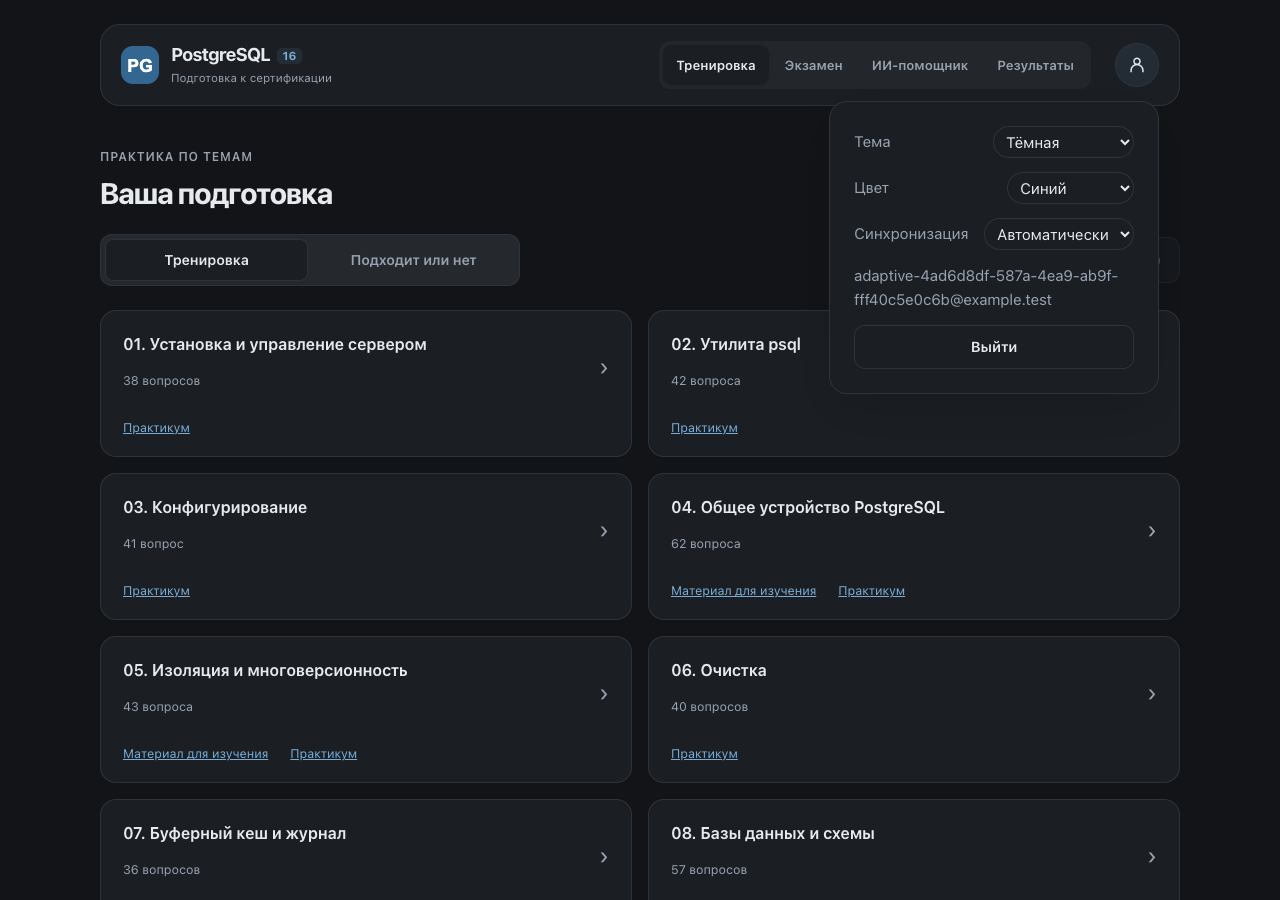 PG
PostgreSQL 16
Подготовка к сертификации
Тренировка
Экзамен
ИИ-помощник
Результаты
Тема
Тёмная
Цвет
Синий
Синхронизация
Автоматически
adaptive-4ad6d8df-587a-4ea9-ab9f-
fff40c5e0c6b@example.test
Выйти
ПРАКТИКА ПО ТЕМАМ
Ваша подготовка
Тренировка
Подходит или нет
01. Установка и управление сервером
38 вопросов
Практикум
02. Утилита psql
42 вопроса
Практикум
03. Конфигурирование
41 вопрос
Практикум
04. Общее устройство PostgreSQL
62 вопроса
Материал для изучения
Практикум
05. Изоляция и многоверсионность
43 вопроса
Материал для изучения
Практикум
06. Очистка
40 вопросов
Практикум
07. Буферный кеш и журнал
36 вопросов
08. Базы данных и схемы
57 вопросов